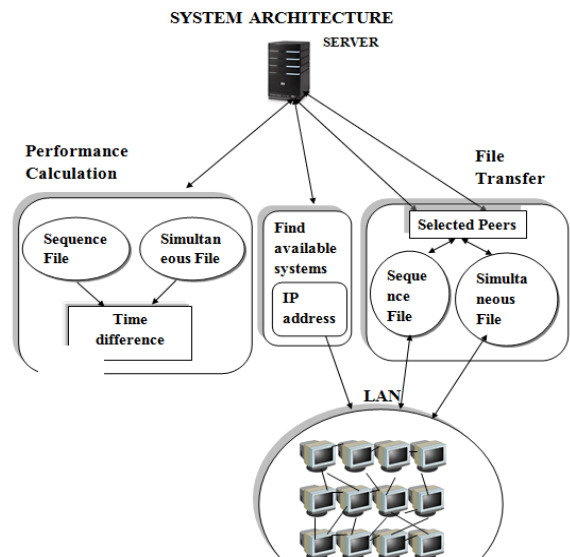 SYSTEM ARCHITECTURE
SERVER
Performance
Calculation
File
Transfer
Sequence
File
Simultan
eous File
Time
difference
Find
available
systems
IP
address
Selected Peers
Seque
nce
File
Simulta
neous
File
LAN